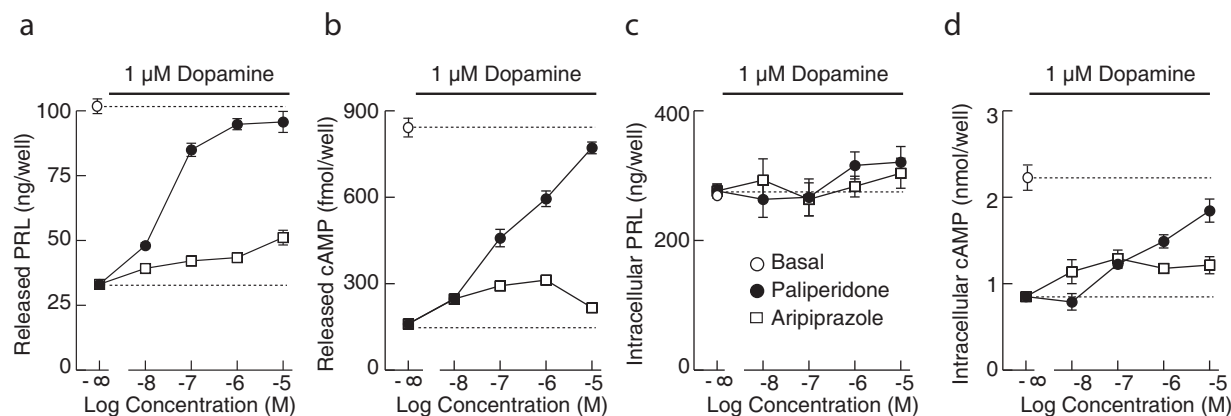 a
1 µM Dopamine
Released PRL (ng/well)
100
75
50
25
0
- ∞
-8
-7
-6
-5
Log Concentration (M)
b
1 µM Dopamine
Released cAMP (fmol/well)
900
600
300
0
- ∞
-8
-7
-6
-5
Log Concentration (M)
c
1 µM Dopamine
Intracellular PRL (ng/well)
400
200
0
Basal
Paliperidone
Aripiprazole
- ∞
-8
-7
-6
-5
Log Concentration (M)
d
1 µM Dopamine
Intracellular cAMP (nmol/well)
3
2
1
0
- ∞
-8
-7
-6
-5
Log Concentration (M)